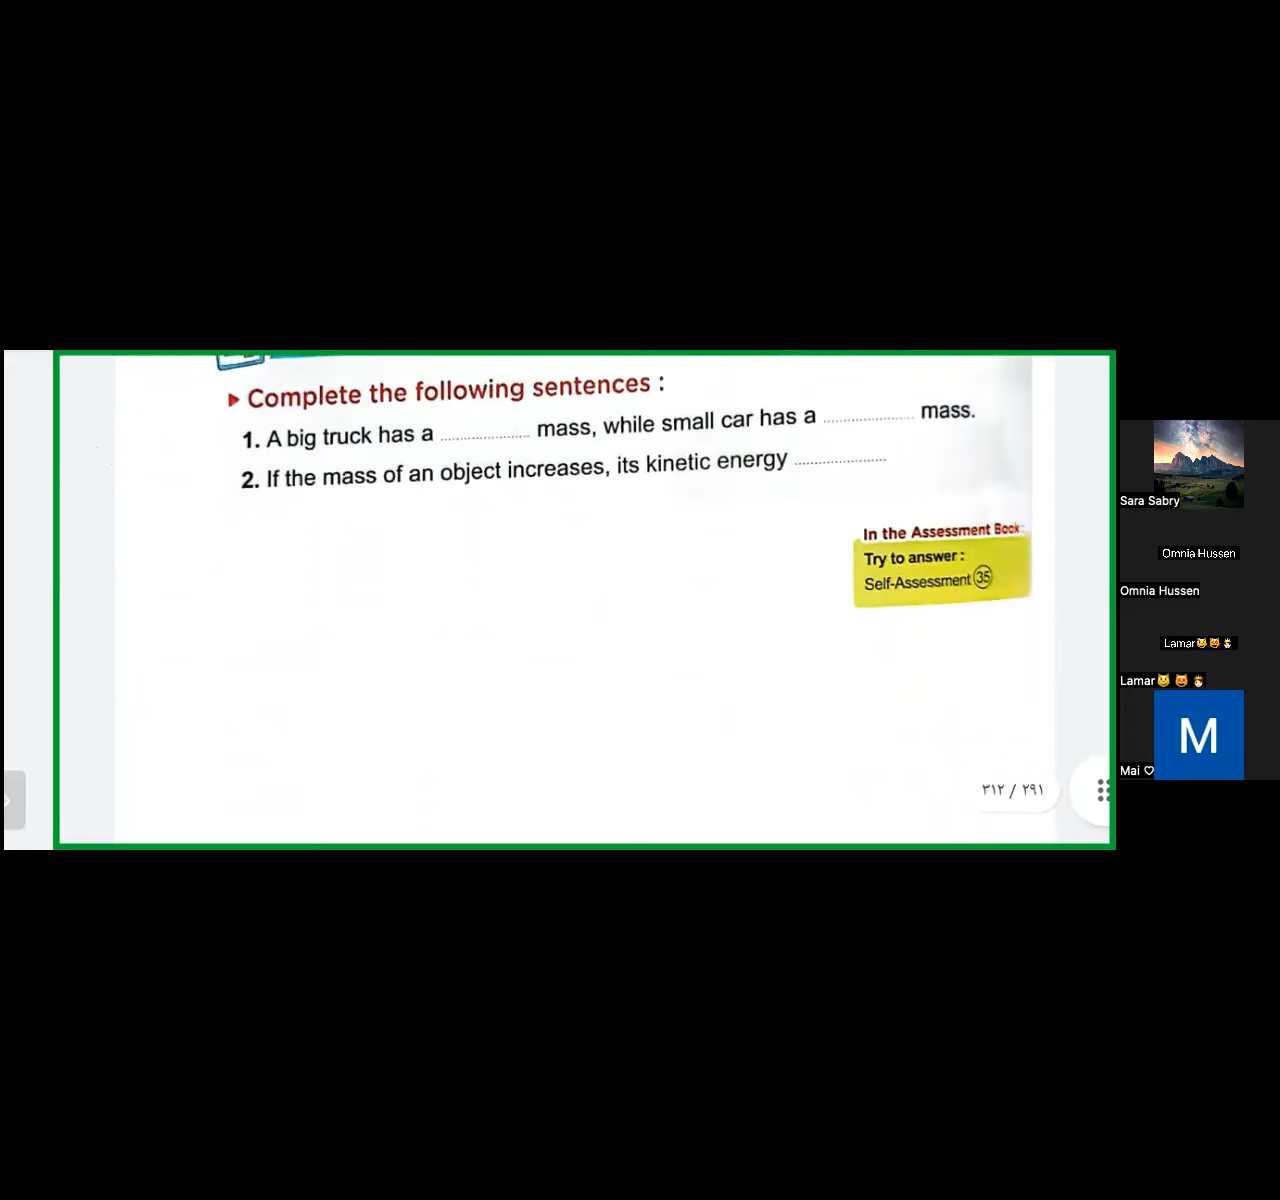 Complete the following sentences :
1. A big truck has a .................... mass, while small car has a .................... mass.
2. If the mass of an object increases, its kinetic energy ....................
In the Assessment Book:
Try to answer :
Self-Assessment 35
٢٩١ / ٣١٢
Sara Sabry
Omnia Hussen
Omnia Hussen
Lamar😼😻👸🏻
Lamar😼😻👸🏻
M
Mai ♡